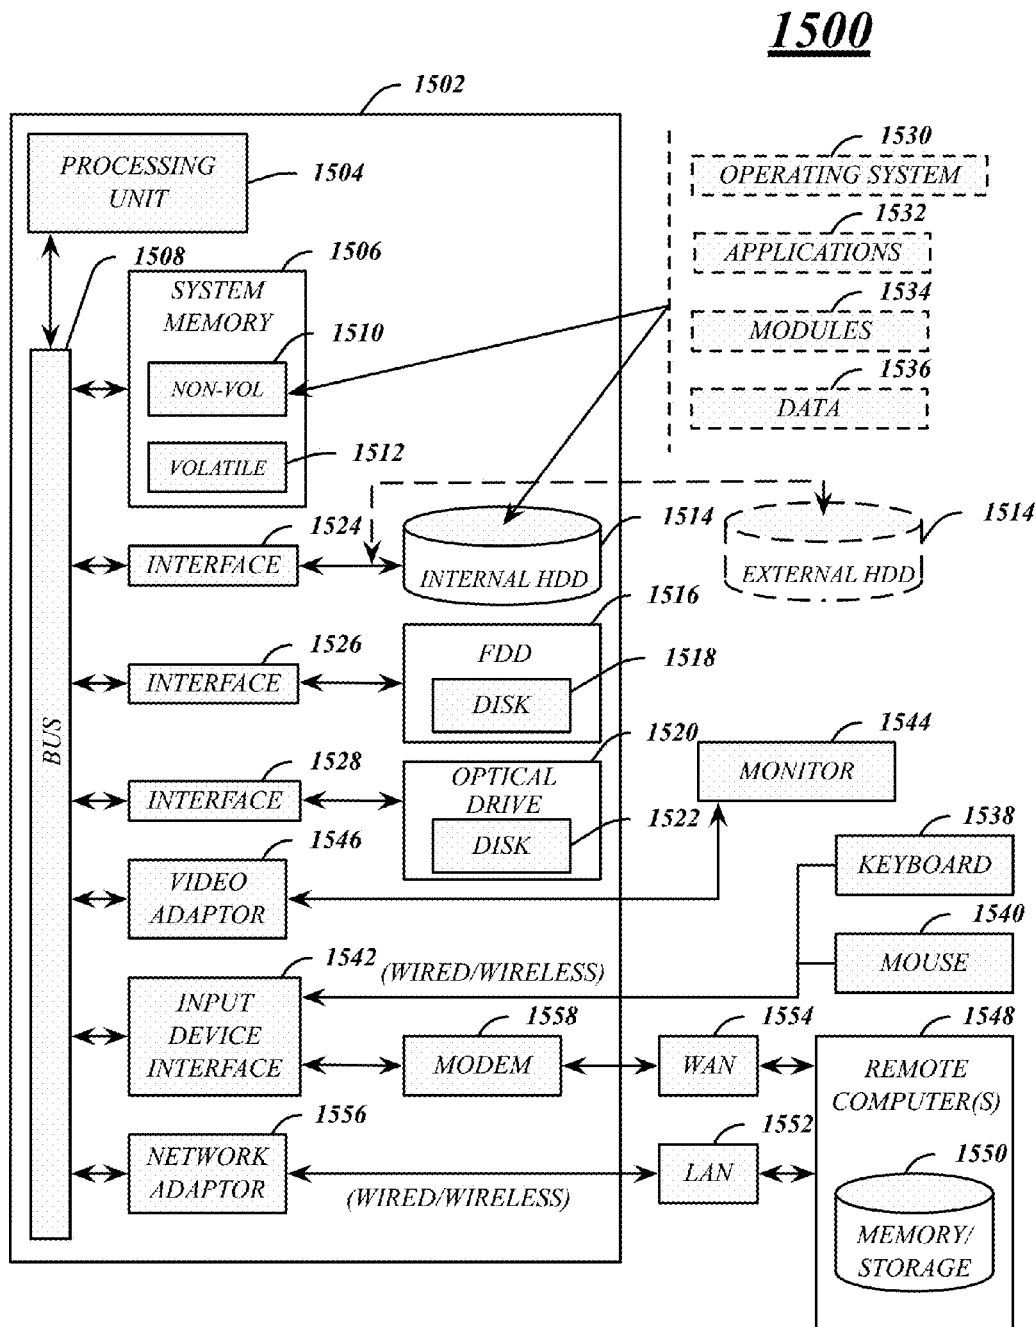 1500
1502
PROCESSING
UNIT
1504
1508
1506
SYSTEM
MEMORY
1510
NON-VOL
1512
VOLATILE
1530
OPERATING SYSTEM
1532
APPLICATIONS
1534
MODULES
1536
DATA
1524
INTERFACE
1514
INTERNAL HDD
1514
EXTERNAL HDD
1516
FDD
1526
INTERFACE
1518
DISK
BUS
1520
OPTICAL
DRIVE
1528
INTERFACE
1522
DISK
1544
MONITOR
1546
VIDEO
ADAPTOR
1538
KEYBOARD
1540
MOUSE
1542
(WIRED/WIRELESS)
INPUT
DEVICE
INTERFACE
1558
MODEM
1554
WAN
1548
REMOTE
COMPUTER(S)
1556
NETWORK
ADAPTOR
(WIRED/WIRELESS)
1552
LAN
1550
MEMORY/
STORAGE